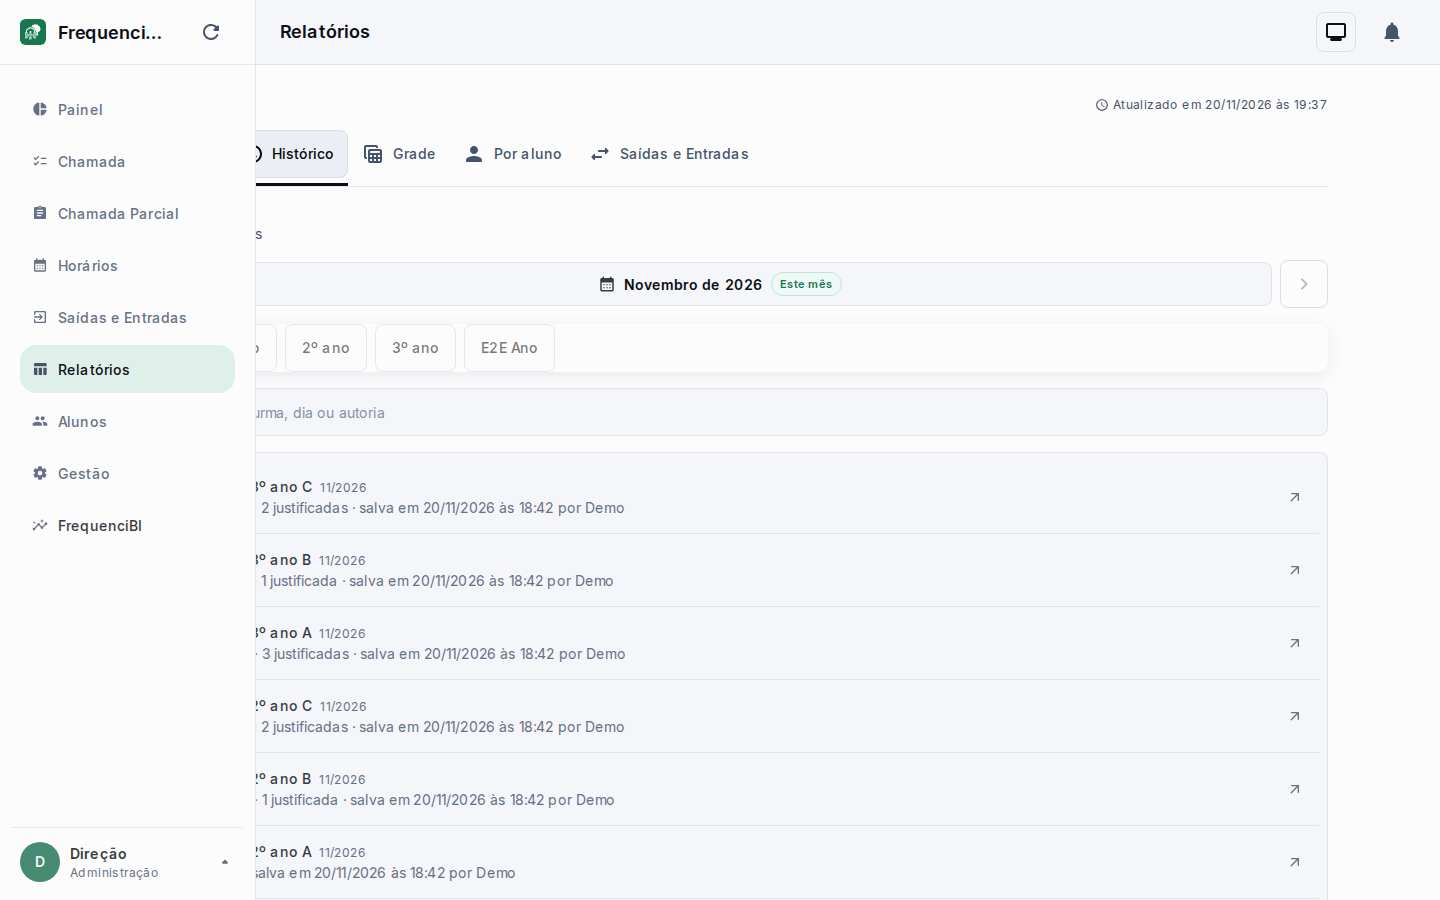 Frequenci...
Relatórios
Painel
Chamada
Chamada Parcial
Horários
Saídas e Entradas
Relatórios
Alunos
Gestão
FrequenciBI
D
Direção
Administração
Atualizado em 20/11/2026 às 19:37
Histórico
Grade
Por aluno
Saídas e Entradas
s
Novembro de 2026
Este mês
2º ano
3º ano
E2E Ano
urma, dia ou autoria
3º ano C 11/2026
2 justificadas · salva em 20/11/2026 às 18:42 por Demo
3º ano B 11/2026
1 justificada · salva em 20/11/2026 às 18:42 por Demo
3º ano A 11/2026
· 3 justificadas · salva em 20/11/2026 às 18:42 por Demo
2º ano C 11/2026
2 justificadas · salva em 20/11/2026 às 18:42 por Demo
2º ano B 11/2026
· 1 justificada · salva em 20/11/2026 às 18:42 por Demo
2º ano A 11/2026
salva em 20/11/2026 às 18:42 por Demo